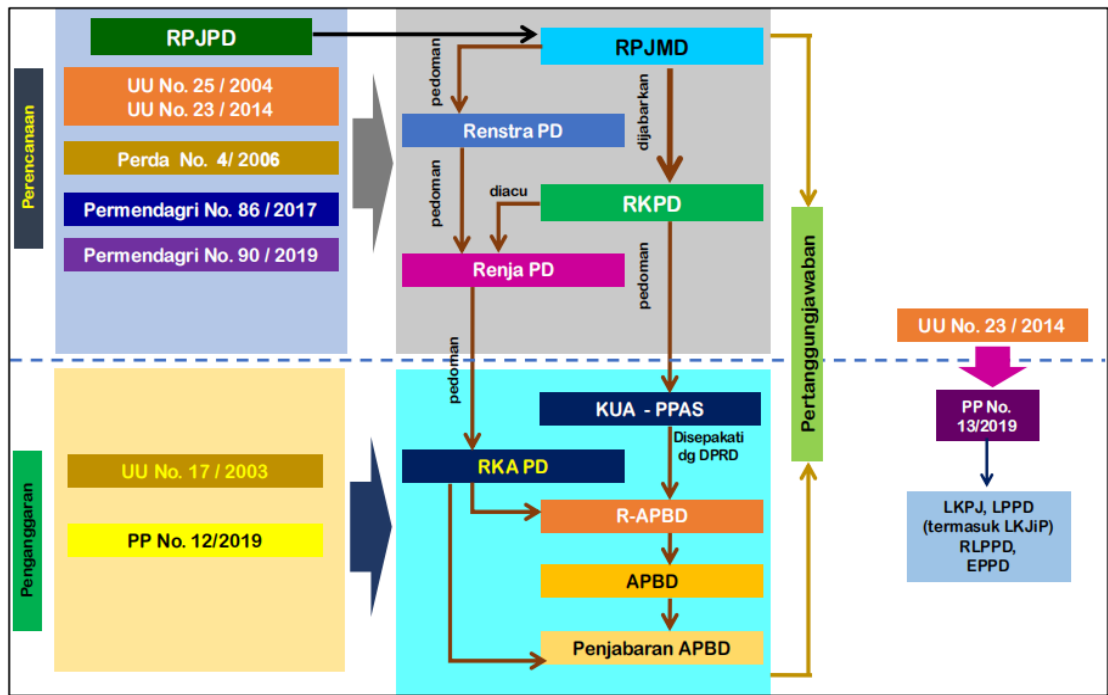 RPJPD
RPJMD
Perencanaan
UU No. 25 / 2004
UU No. 23 / 2014
Perda No. 4/ 2006
Permendagri No. 86 / 2017
Permendagri No. 90 / 2019
pedoman
dijabarkan
Renstra PD
pedoman
diacu
RKPD
Renja PD
pedoman
pedoman
Pertanggungjawaban
UU No. 23 / 2014
PP No.
13/2019
LKPJ, LPPD
(termasuk LKJiP)
RLPPD,
EPPD
Penganggaran
UU No. 17 / 2003
PP No. 12/2019
KUA - PPAS
Disepakati
dg DPRD
RKA PD
R-APBD
APBD
Penjabaran APBD